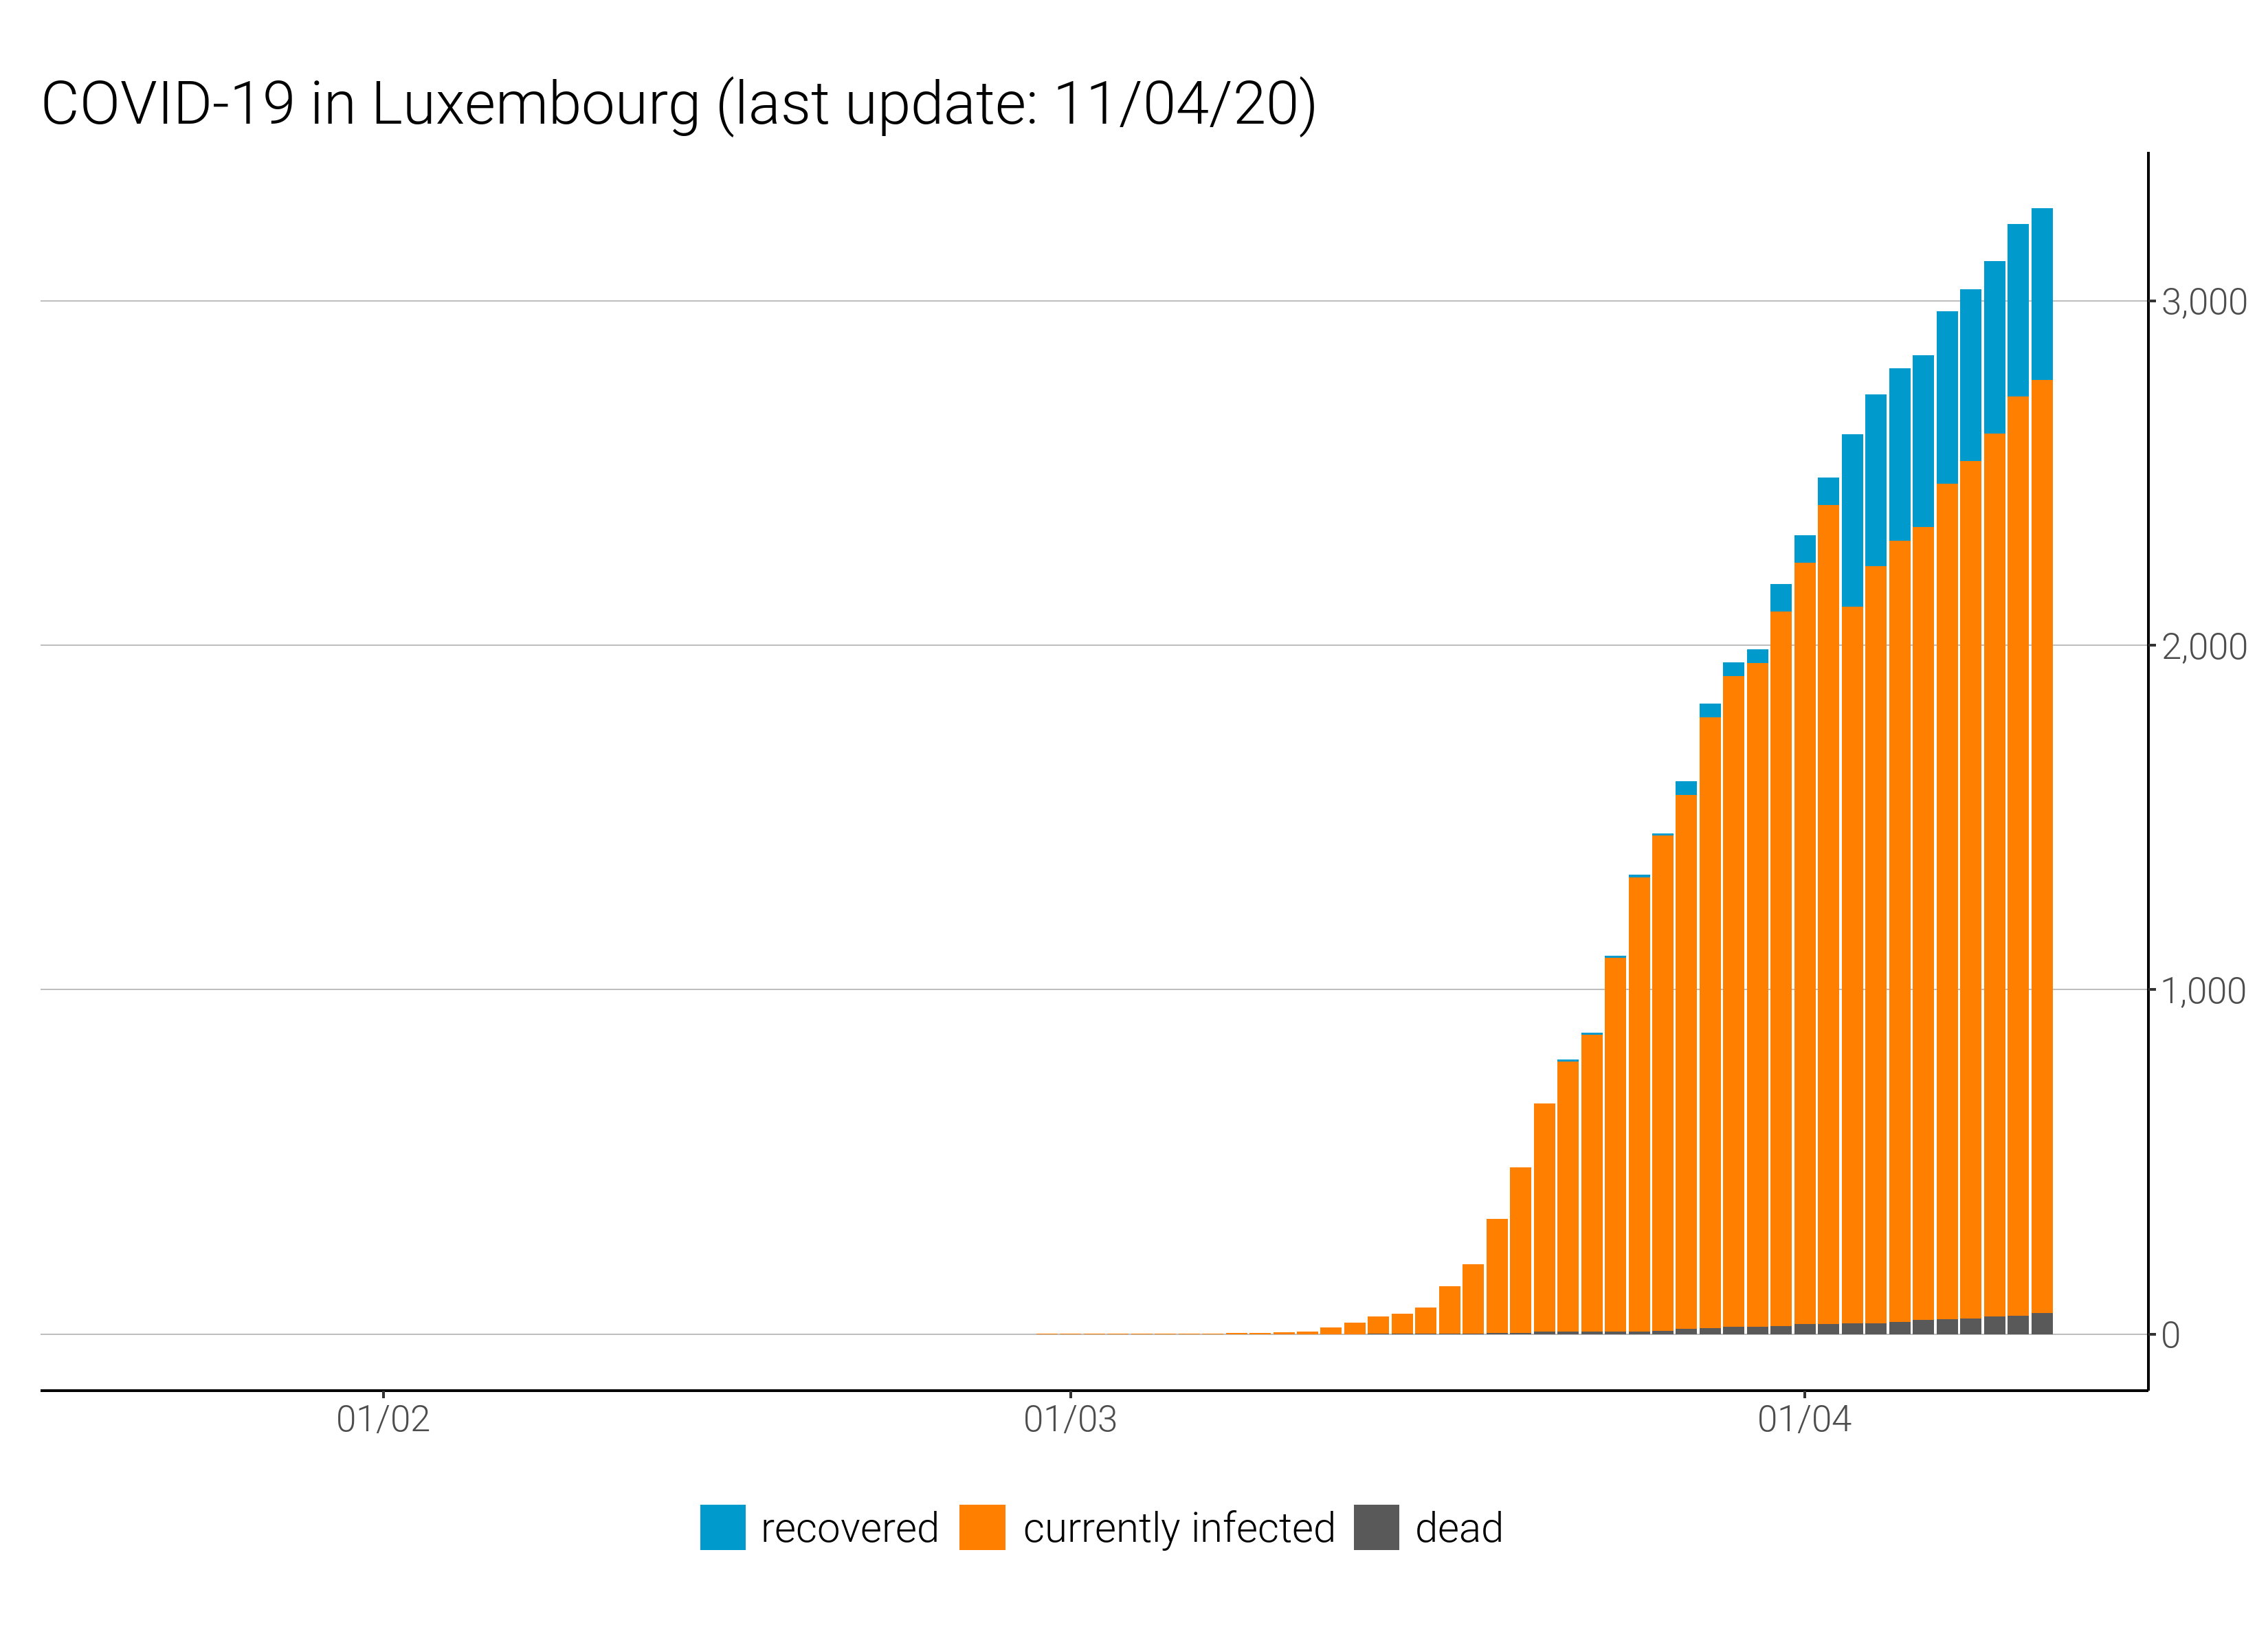 COVID-19 in Luxembourg (last update: 11/04/20)
3,000
2,000
1,000
0
01/02 01/03 01/04
recovered currently infected dead